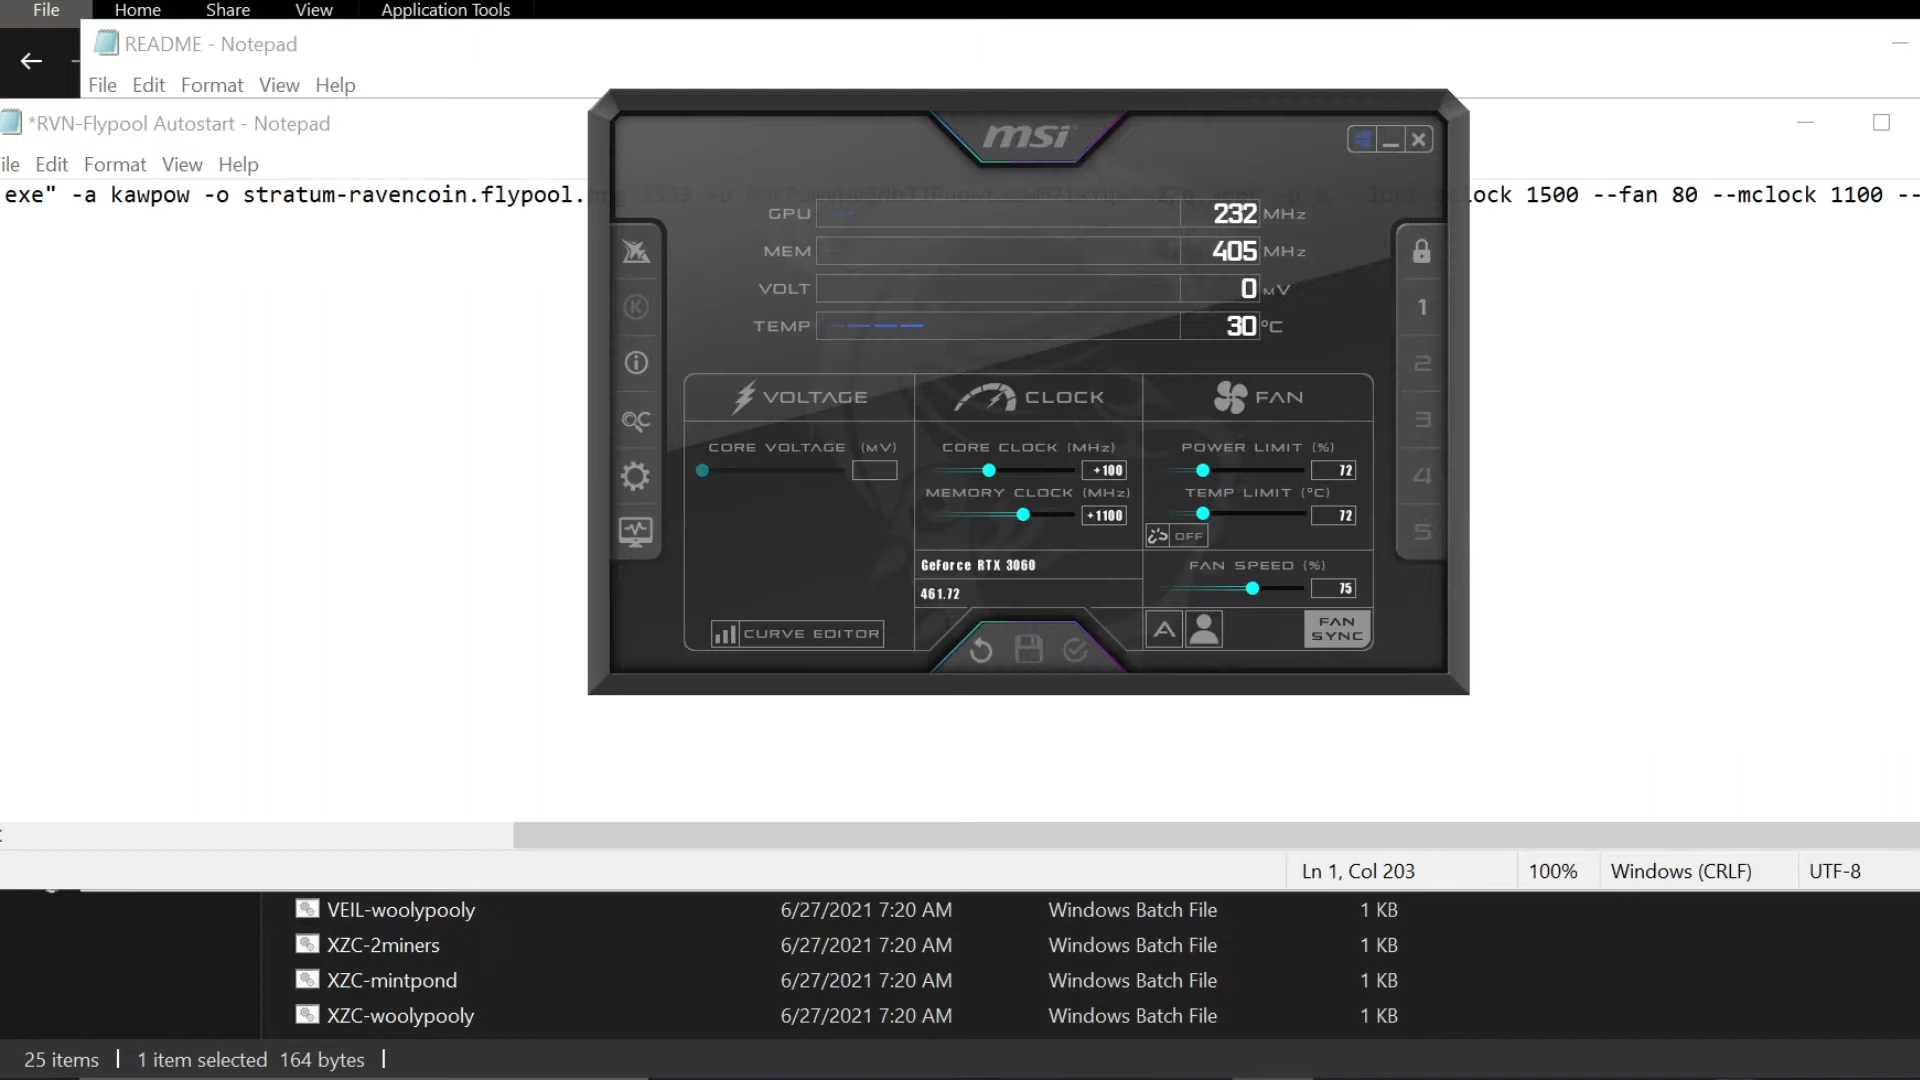 File Home Share View Application Tools
README - Notepad
File Edit Format View Help
*RVN-Flypool Autostart - Notepad
ile Edit Format View Help
exe" -a kawpow -o stratum-ravencoin.flypool. lock 1500 --fan 80 --mclock 1100 --
msi
GPU 232 MHz
MEM 405 MHz
VOLT 0 MV
TEMP 30 °C
1
2
3
4
5
VOLTAGE CLOCK FAN
CORE VOLTAGE (MV)
CORE CLOCK (MHz) +100
MEMORY CLOCK (MHz) +1100
POWER LIMIT (%) 72
TEMP LIMIT (°C) 72
OFF
GeForce RTX 3060
461.72
FAN SPEED (%) 75
CURVE EDITOR
A
FAN SYNC
Ln 1, Col 203 100% Windows (CRLF) UTF-8
VEIL-woolypooly 6/27/2021 7:20 AM Windows Batch File 1 KB
XZC-2miners 6/27/2021 7:20 AM Windows Batch File 1 KB
XZC-mintpond 6/27/2021 7:20 AM Windows Batch File 1 KB
XZC-woolypooly 6/27/2021 7:20 AM Windows Batch File 1 KB
25 items 1 item selected 164 bytes